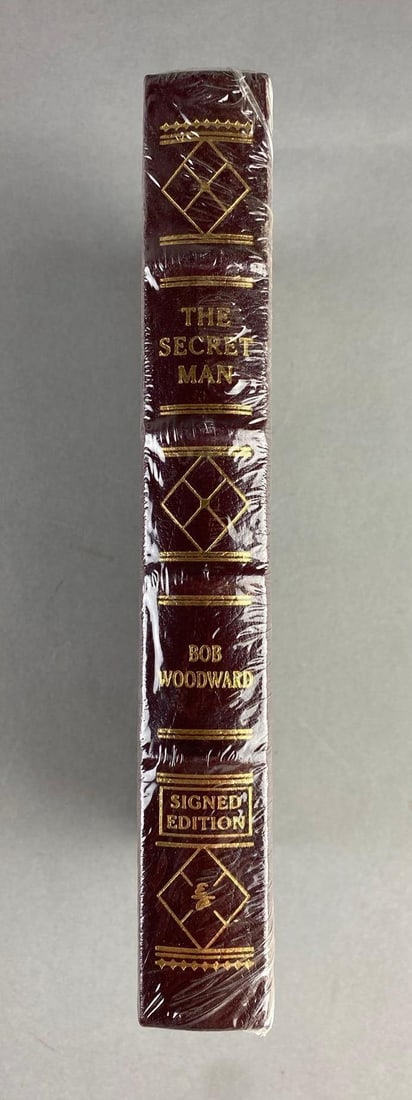 THE
SECRET
MAN
BOB
WOODWARD
SIGNED
EDITION